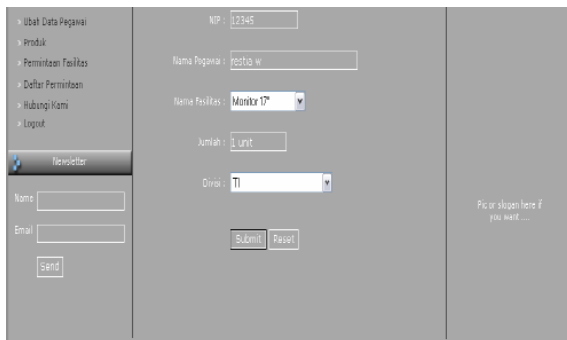 » Ubah Data Pegawai
» Produk
» Permintaan Fasilitas
» Daftar Permintaan
» Hubungi Kami
» Logout
Newsletter
Name
Email
Send
NIP : 12345
Nama Pegawai : restia w
Nama Fasilitas : Monitor 17"
Jumlah : 1 unit
Divisi : TI
Submit Reset
Pic or slogan here if
you want ....